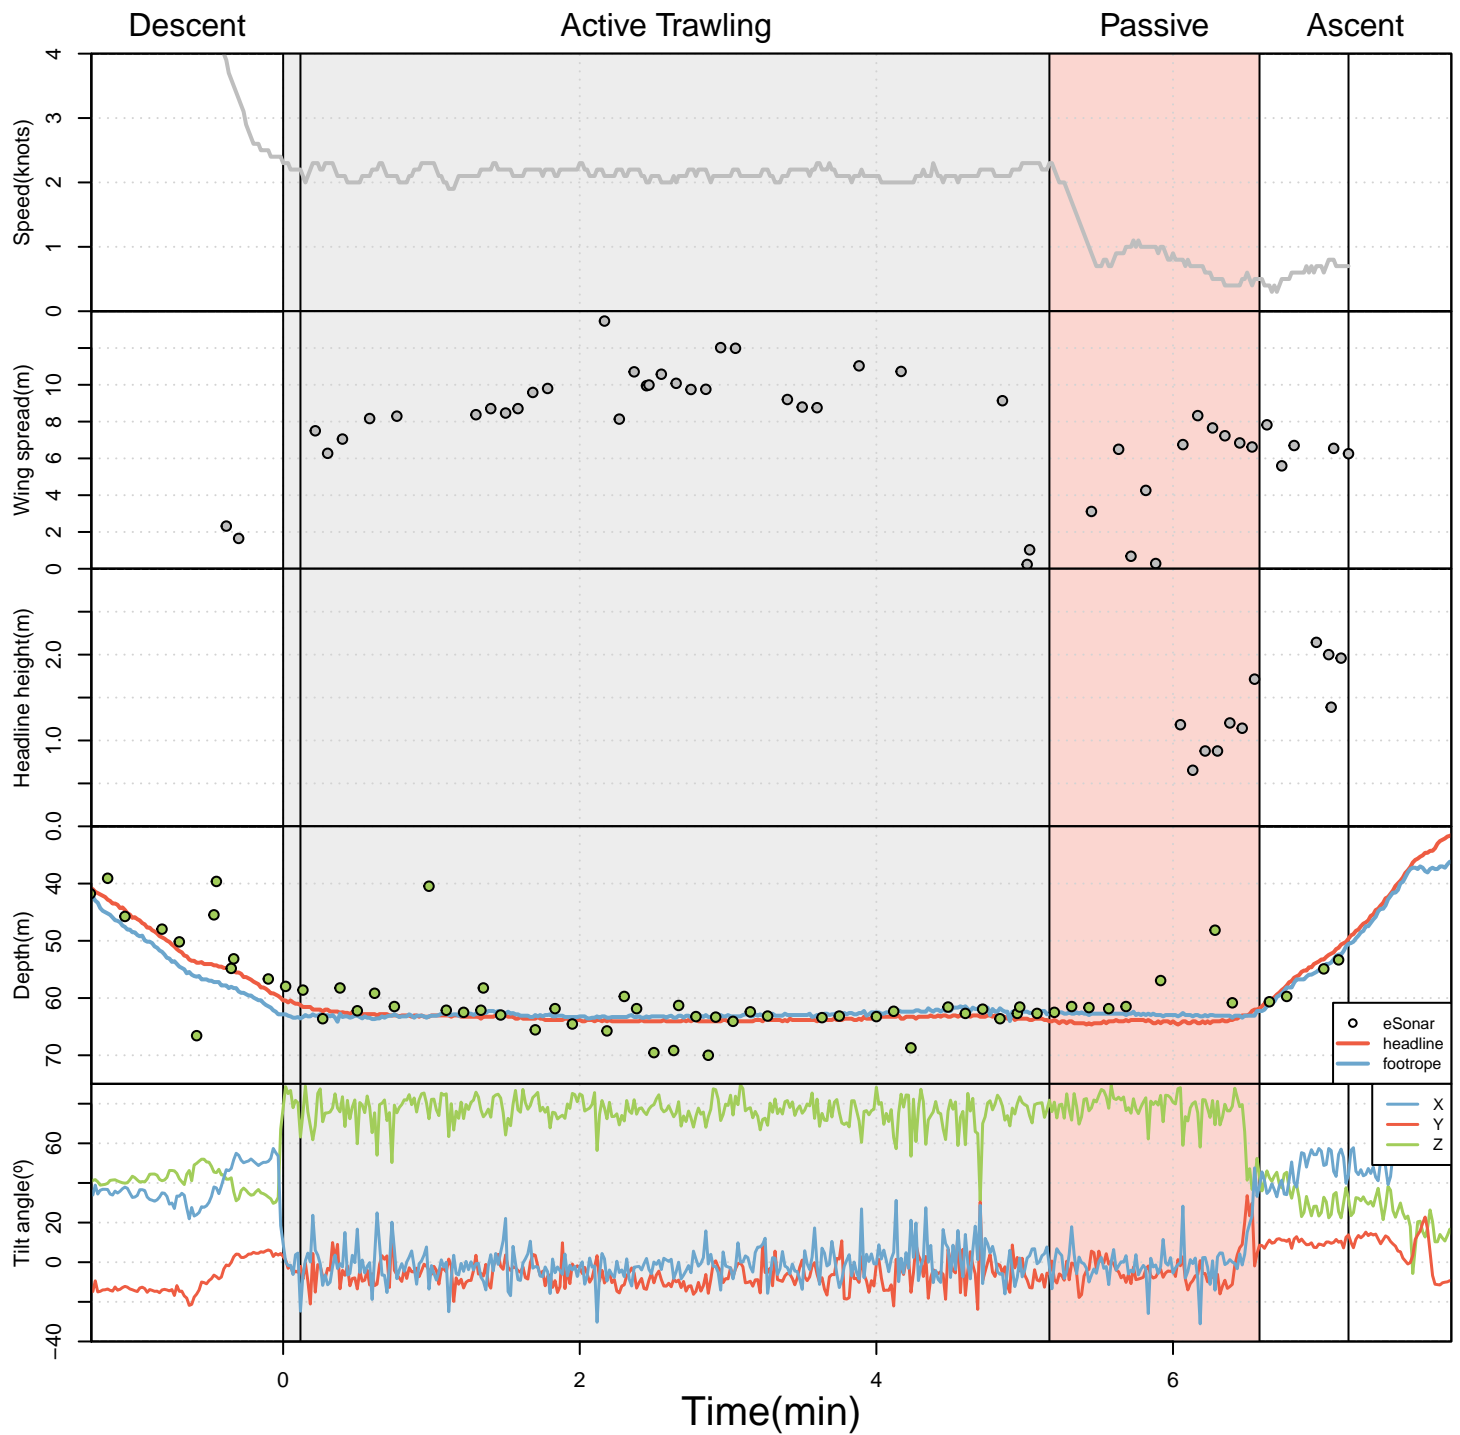 Descent Active Trawling Passive Ascent
Speed(knots)
4
3
2
1
0
Wing spread(m)
10
8
6
4
2
0
Headline height(m)
2.0
1.0
0.0
Depth(m)
40
50
60
70
eSonar
headline
footrope
Tilt angle(º)
60
20
0
−40
X
Y
Z
0 2 4 6
Time(min)